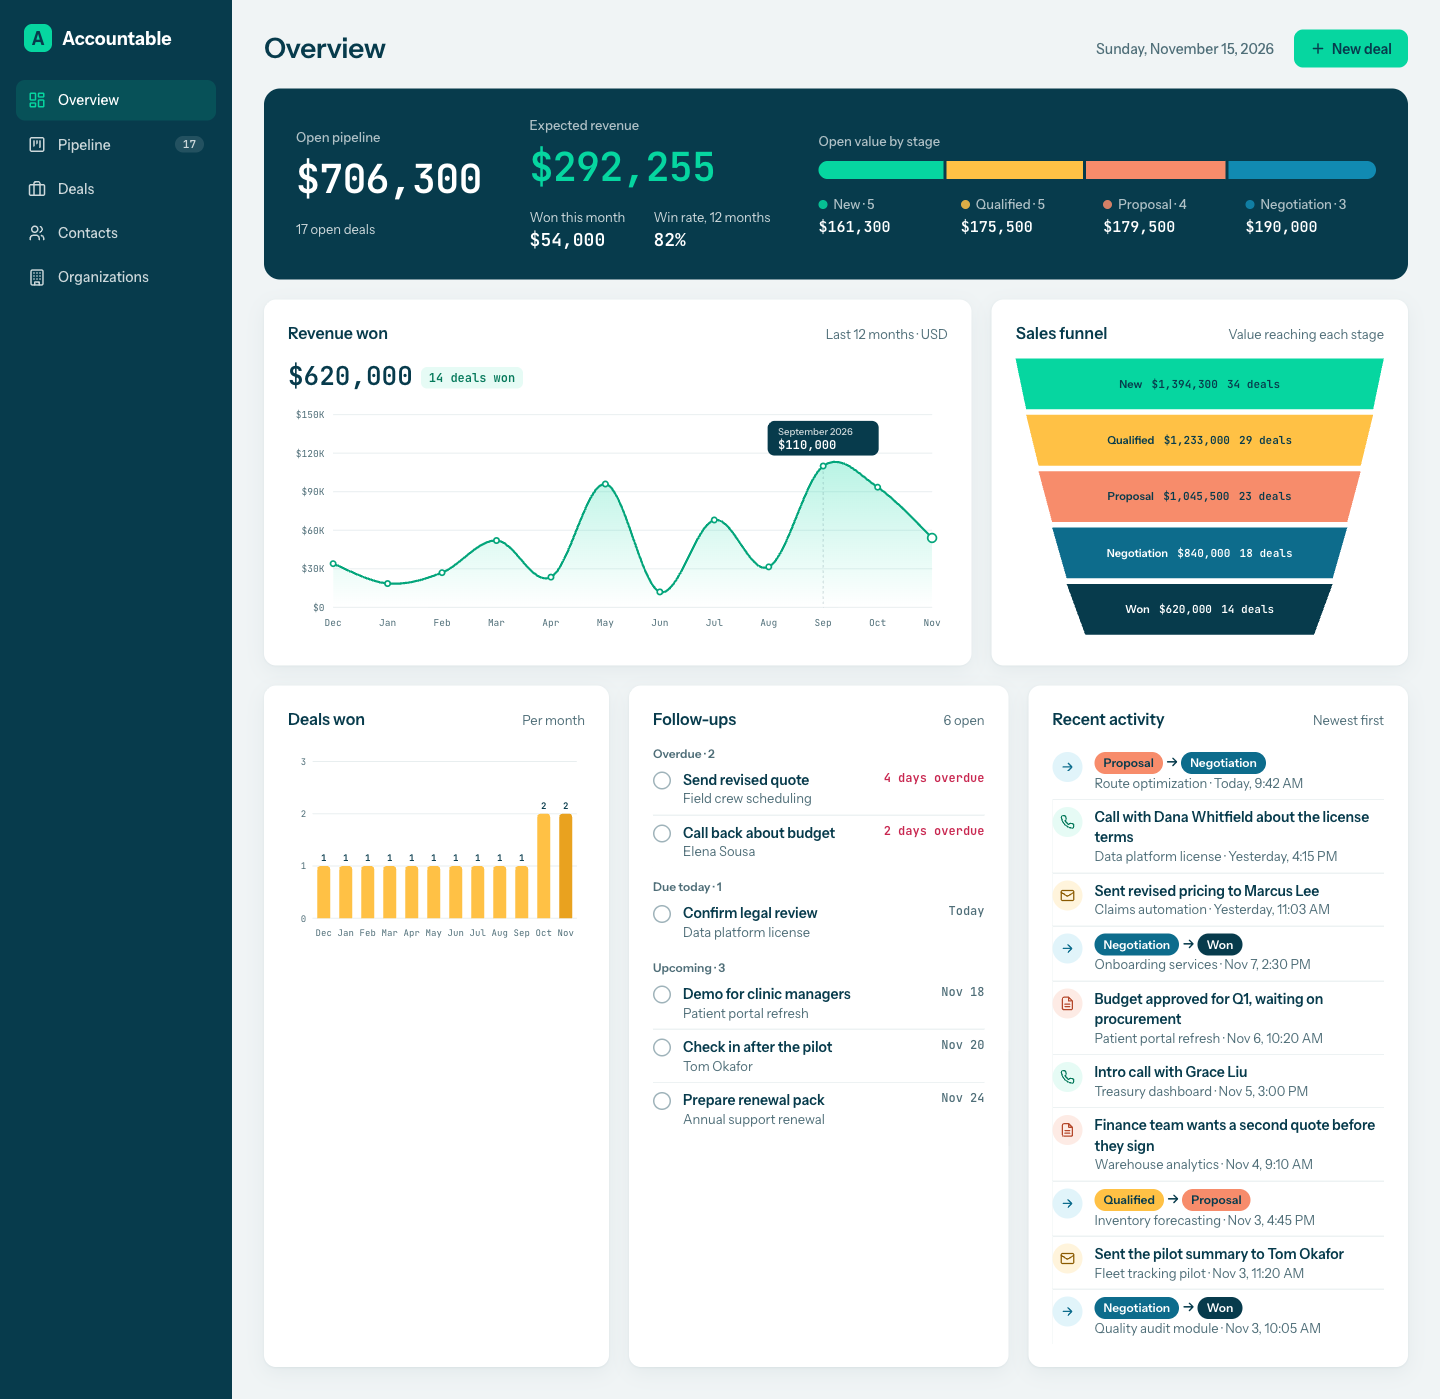 A Accountable
Overview
Pipeline 17
Deals
Contacts
Organizations
Overview
Sunday, November 15, 2026
+ New deal
Open pipeline
$706,300
17 open deals
Expected revenue
$292,255
Won this month
$54,000
Win rate, 12 months
82%
Open value by stage
New · 5
$161,300
Qualified · 5
$175,500
Proposal · 4
$179,500
Negotiation · 3
$190,000
Revenue won
Last 12 months · USD
$620,000 14 deals won
$150K
$120K
$90K
$60K
$30K
$0
September 2026
$110,000
Dec Jan Feb Mar Apr May Jun Jul Aug Sep Oct Nov
Sales funnel
Value reaching each stage
New $1,394,300 34 deals
Qualified $1,233,000 29 deals
Proposal $1,045,500 23 deals
Negotiation $840,000 18 deals
Won $620,000 14 deals
Deals won
Per month
3
2
1
0
1 1 1 1 1 1 1 1 1 1 2 2
Dec Jan Feb Mar Apr May Jun Jul Aug Sep Oct Nov
Follow-ups
6 open
Overdue · 2
Send revised quote 4 days overdue
Field crew scheduling
Call back about budget 2 days overdue
Elena Sousa
Due today · 1
Confirm legal review Today
Data platform license
Upcoming · 3
Demo for clinic managers Nov 18
Patient portal refresh
Check in after the pilot Nov 20
Tom Okafor
Prepare renewal pack Nov 24
Annual support renewal
Recent activity
Newest first
Proposal → Negotiation
Route optimization · Today, 9:42 AM
Call with Dana Whitfield about the license
terms
Data platform license · Yesterday, 4:15 PM
Sent revised pricing to Marcus Lee
Claims automation · Yesterday, 11:03 AM
Negotiation → Won
Onboarding services · Nov 7, 2:30 PM
Budget approved for Q1, waiting on
procurement
Patient portal refresh · Nov 6, 10:20 AM
Intro call with Grace Liu
Treasury dashboard · Nov 5, 3:00 PM
Finance team wants a second quote before
they sign
Warehouse analytics · Nov 4, 9:10 AM
Qualified → Proposal
Inventory forecasting · Nov 3, 4:45 PM
Sent the pilot summary to Tom Okafor
Fleet tracking pilot · Nov 3, 11:20 AM
Negotiation → Won
Quality audit module · Nov 3, 10:05 AM